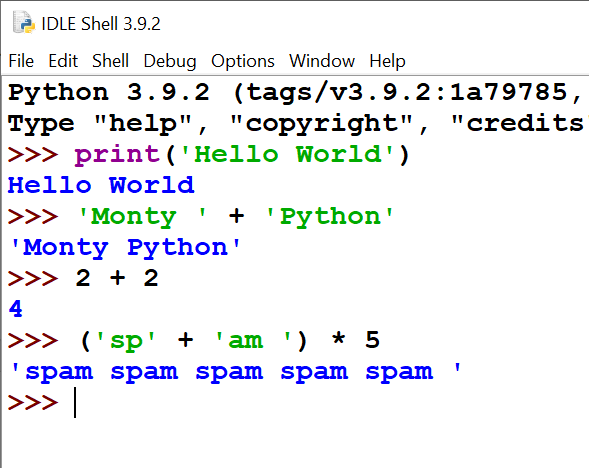 IDLE Shell 3.9.2
File Edit Shell Debug Options Window Help
Python 3.9.2 (tags/v3.9.2:1a79785,
Type "help", "copyright", "credits"
>>> print('Hello World')
Hello World
>>> 'Monty ' + 'Python'
'Monty Python'
>>> 2 + 2
4
>>> ('sp' + 'am ') * 5
'spam spam spam spam spam '
>>>